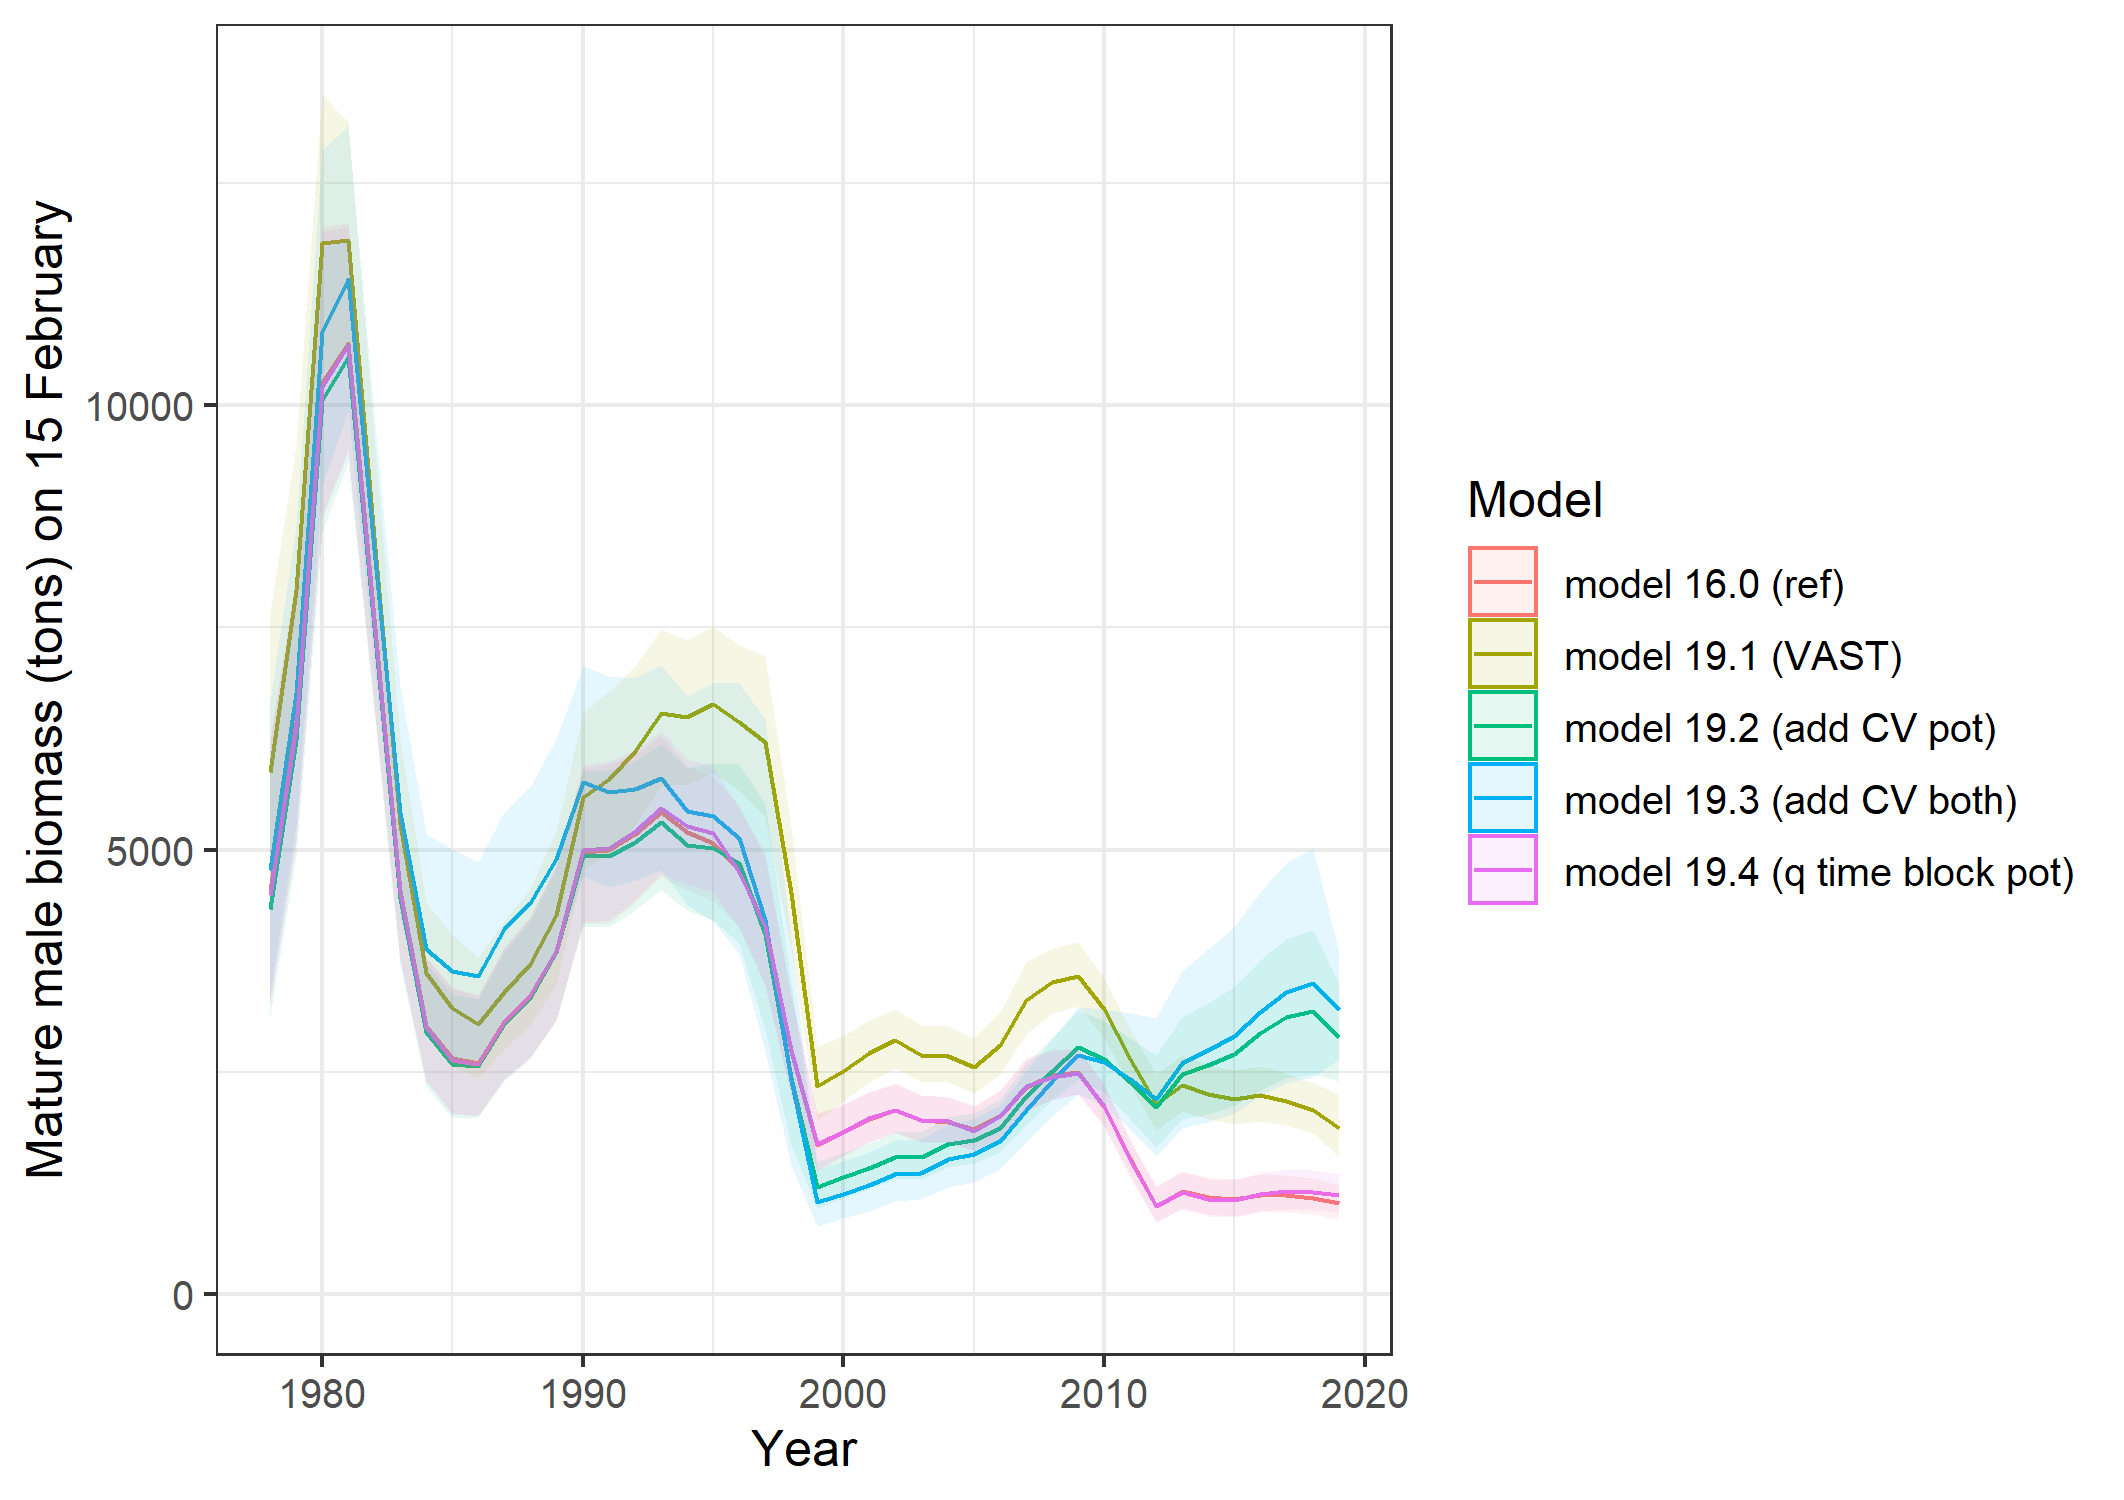 Mature male biomass (tons) on 15 February
10000
5000
0
1980
1990
2000
2010
2020
Year
Model
model 16.0 (ref)
model 19.1 (VAST)
model 19.2 (add CV pot)
model 19.3 (add CV both)
model 19.4 (q time block pot)